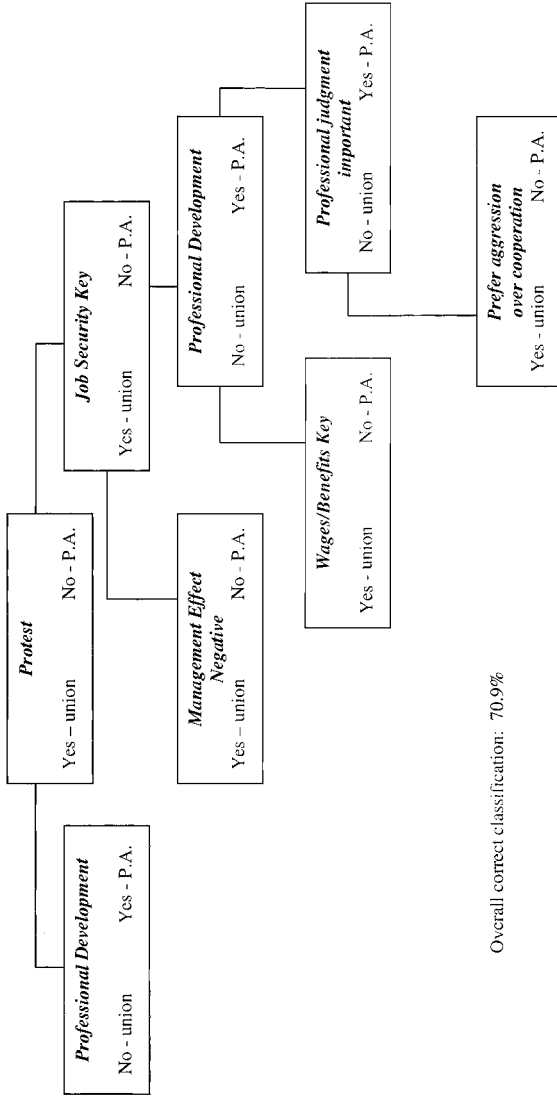 Protest
Yes – union No - P.A.
Professional Development
No - union Yes - P.A.
Job Security Key
Yes - union No - P.A.
Management Effect
Negative
Yes – union No - P.A.
Professional Development
No - union Yes - P.A.
Wages/Benefits Key
Yes - union No - P.A.
Professional judgment
important
No - union Yes - P.A.
Prefer aggression
over cooperation
Yes - union No - P.A.
Overall correct classification: 70.9%